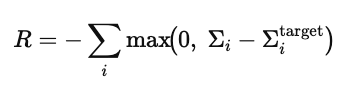 R = − ∑_i max(0, Σ_i − Σ_i^target)